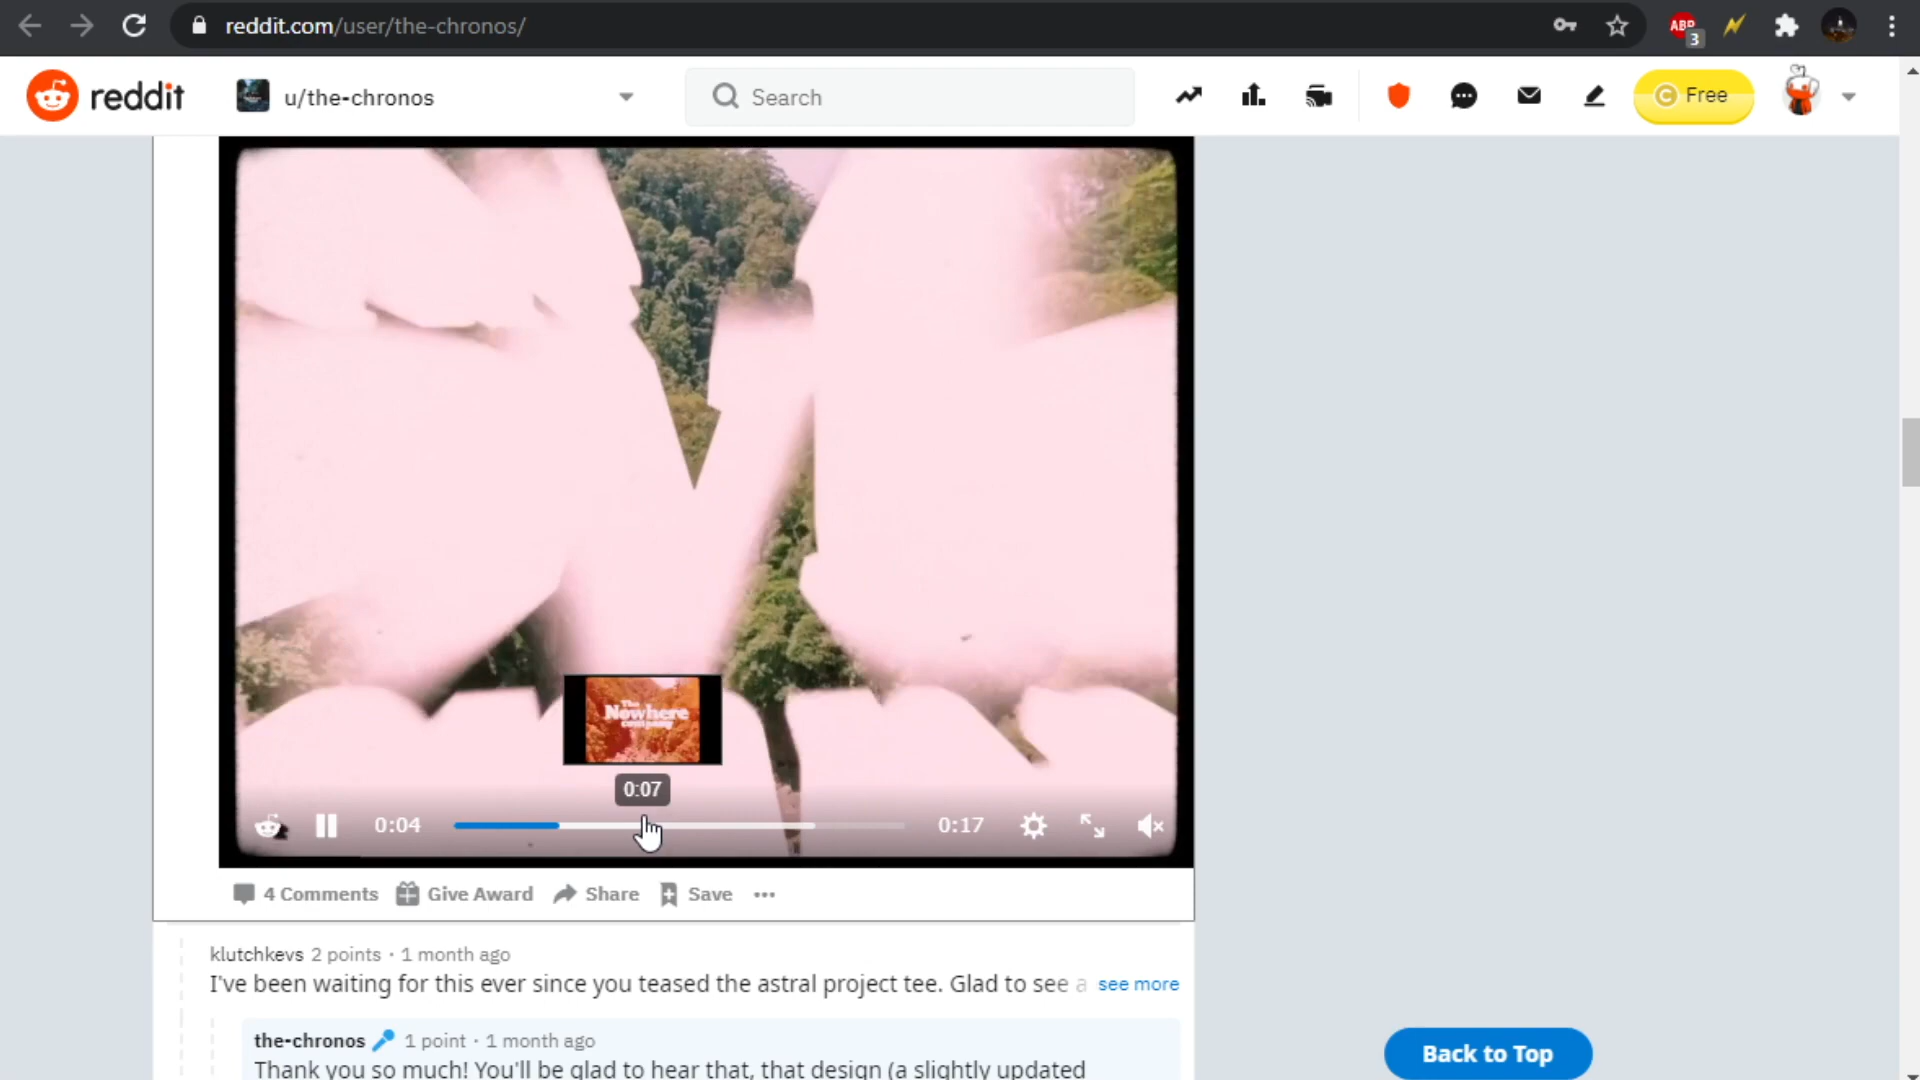 reddit.com/user/the-chronos/
ABP
3
reddit
u/the-chronos
Search
Free
The
Nowhere
company
0:07
0:04
0:17
4 Comments
Give Award
Share
Save
klutchkevs 2 points · 1 month ago
I've been waiting for this ever since you teased the astral project tee. Glad to see a see more
the-chronos 1 point · 1 month ago
Thank you so much! You'll be glad to hear that, that design (a slightly updated
Back to Top